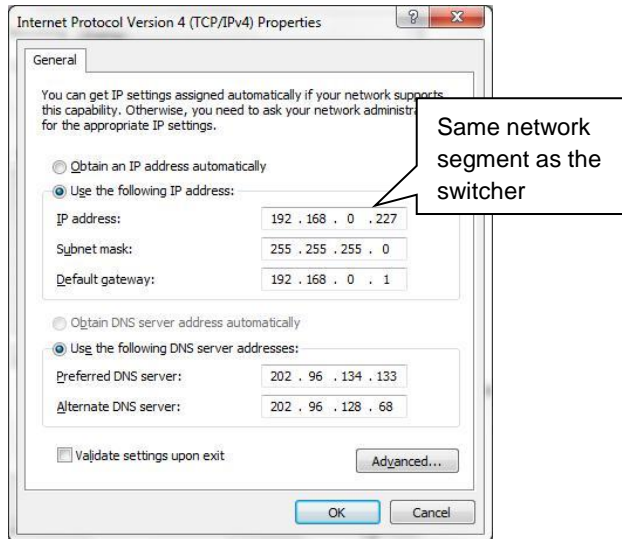 Internet Protocol Version 4 (TCP/IPv4) Properties
General
You can get IP settings assigned automatically if your network supports
this capability. Otherwise, you need to ask your network administra
for the appropriate IP settings.
Same network
segment as the
switcher
Obtain an IP address automatically
Use the following IP address:
IP address: 192 . 168 . 0 . 227
Subnet mask: 255 . 255 . 255 . 0
Default gateway: 192 . 168 . 0 . 1
Obtain DNS server address automatically
Use the following DNS server addresses:
Preferred DNS server: 202 . 96 . 134 . 133
Alternate DNS server: 202 . 96 . 128 . 68
Validate settings upon exit
Advanced...
OK Cancel